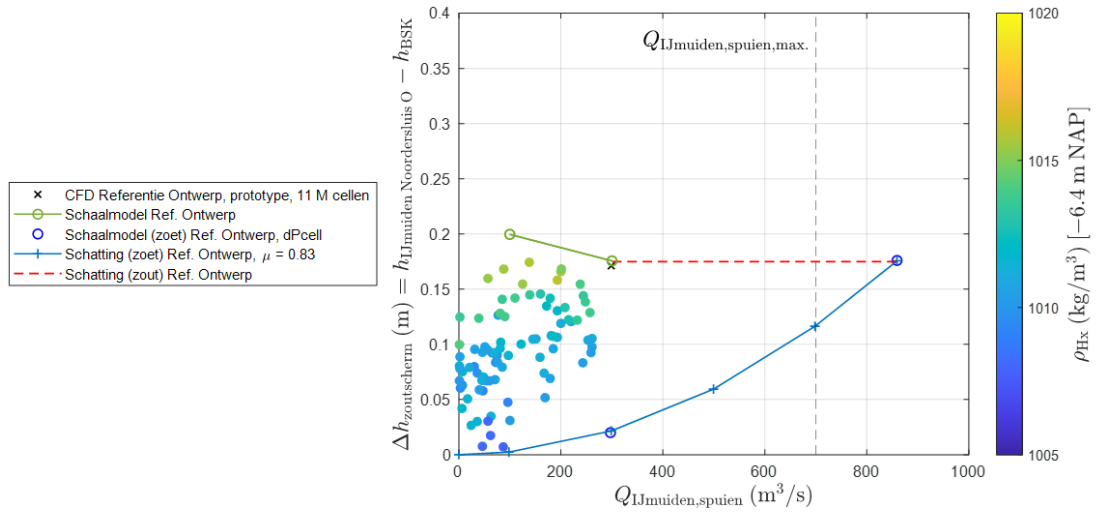 CFD Referentie Ontwerp, prototype, 11 M cellen
Schaalmodel Ref. Ontwerp
Schaalmodel (zoet) Ref. Ontwerp, dPcell
Schatting (zoet) Ref. Ontwerp, μ = 0.83
Schatting (zout) Ref. Ontwerp
Δh_zoutscherm (m) = h_IJmuiden Noordersluis O − h_BSK
0.4
0.35
0.3
0.25
0.2
0.15
0.1
0.05
0
Q_IJmuiden,spuien,max.
0 200 400 600 800 1000
Q_IJmuiden,spuien (m³/s)
1020
1015
1010
1005
ρ_Hx (kg/m³) [−6.4 m NAP]